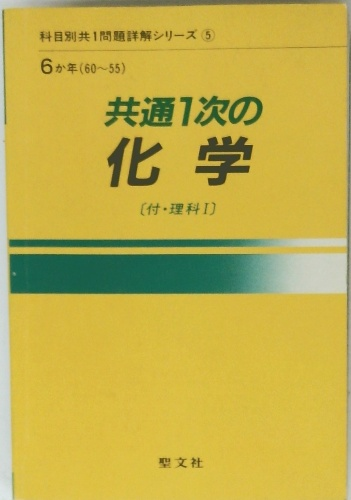 科目別共1問題詳解シリーズ⑤
6か年(60～55)
共通1次の
化学
〔付・理科Ⅰ〕
聖文社